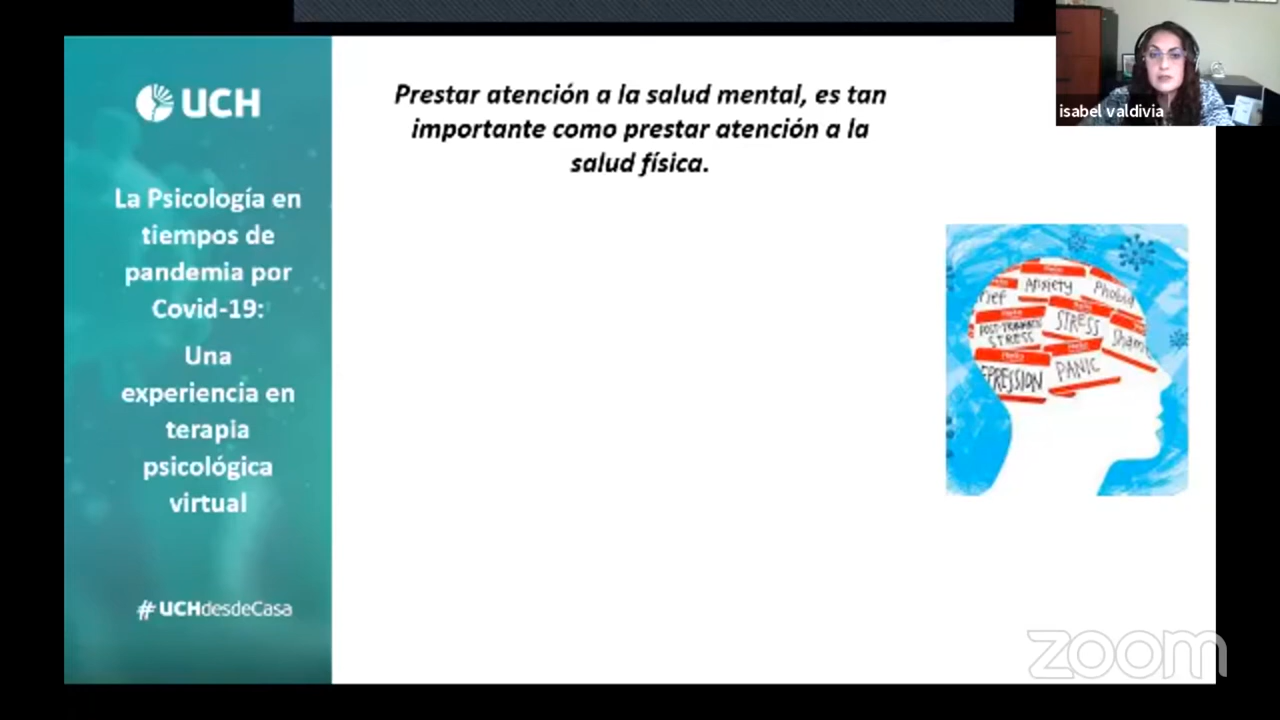 UCH
La Psicología en
tiempos de
pandemia por
Covid-19:
Una
experiencia en
terapia
psicológica
virtual
#UCHdesdeCasa
Prestar atención a la salud mental, es tan
importante como prestar atención a la
salud física.
isabel valdivia
Anxiety
Phobia
STRESS
STRESS
PANIC
zoom